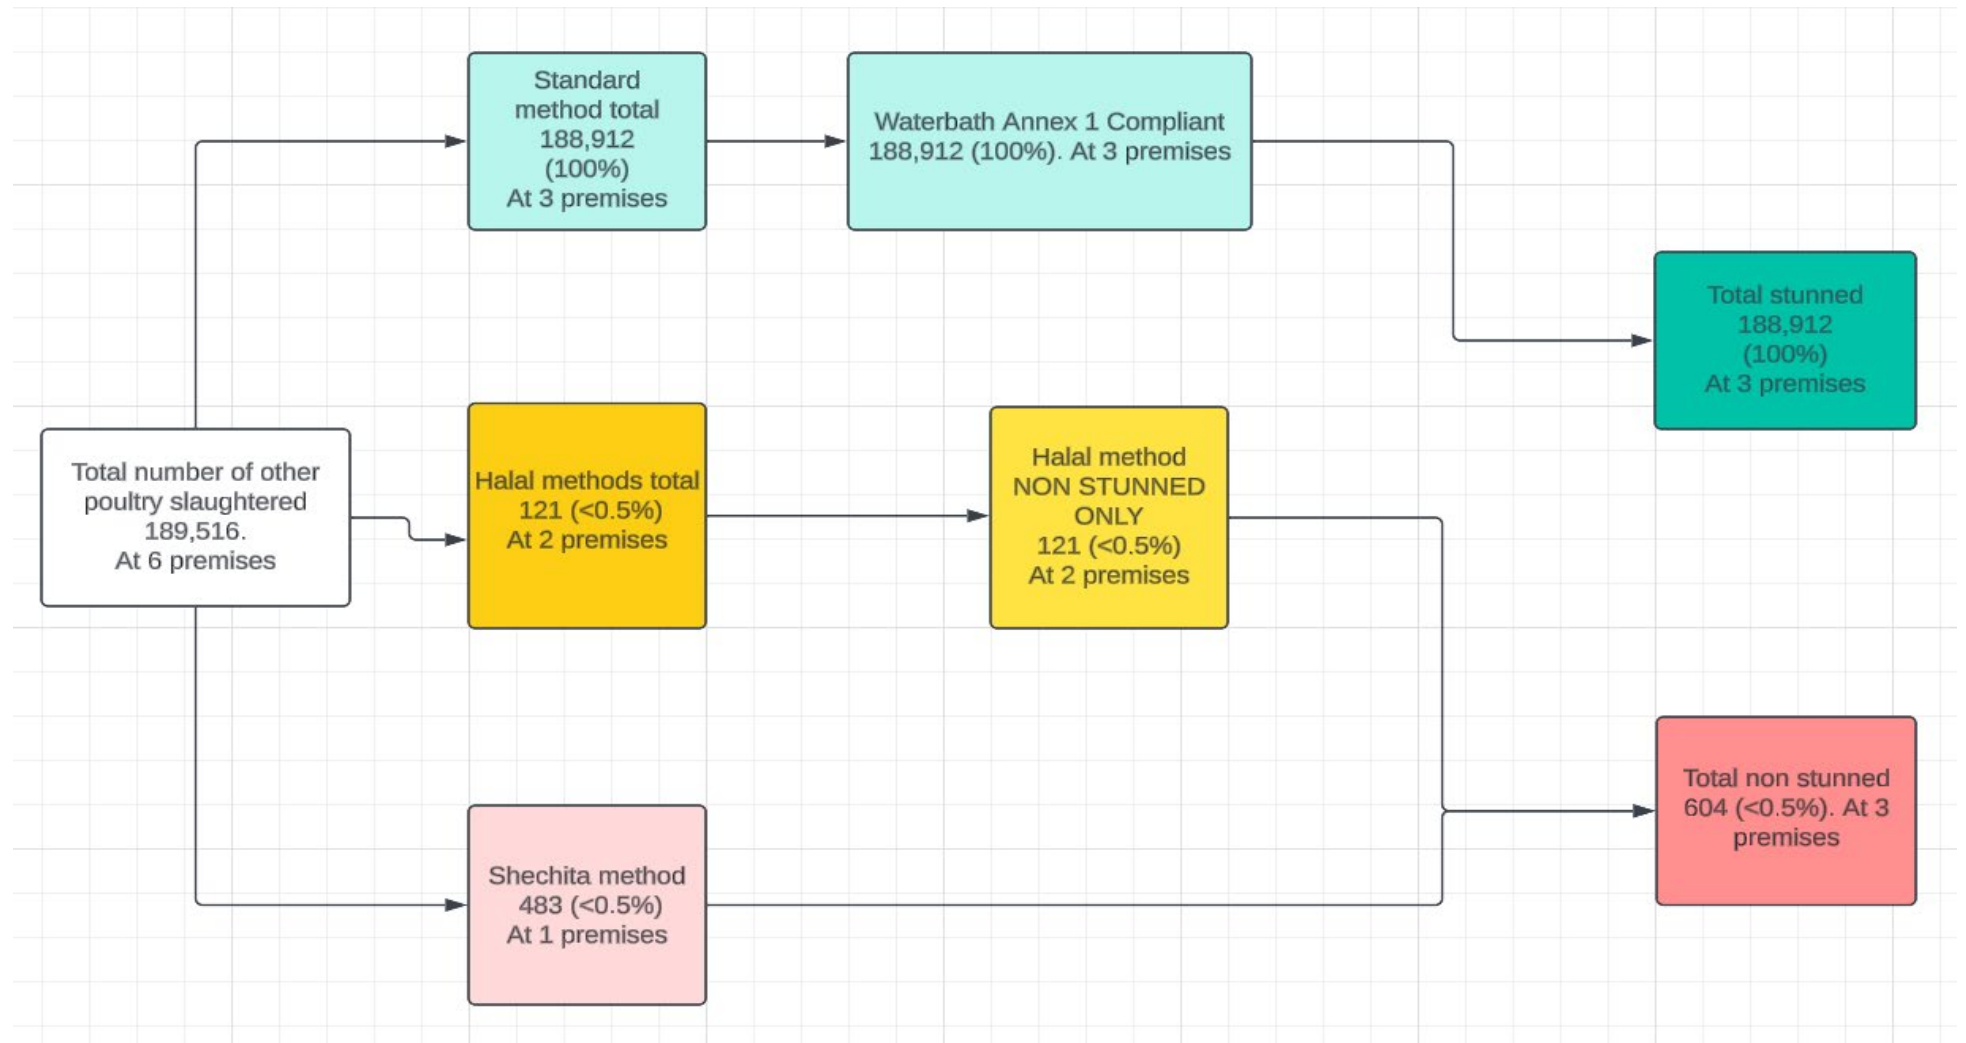 Standard
method total
188,912
(100%)
At 3 premises
Waterbath Annex 1 Compliant
188,912 (100%). At 3 premises
Total stunned
188,912
(100%)
At 3 premises
Total number of other
poultry slaughtered
189,516.
At 6 premises
Halal methods total
121 (<0.5%)
At 2 premises
Halal method
NON STUNNED
ONLY
121 (<0.5%)
At 2 premises
Total non stunned
604 (<0.5%). At 3
premises
Shechita method
483 (<0.5%)
At 1 premises